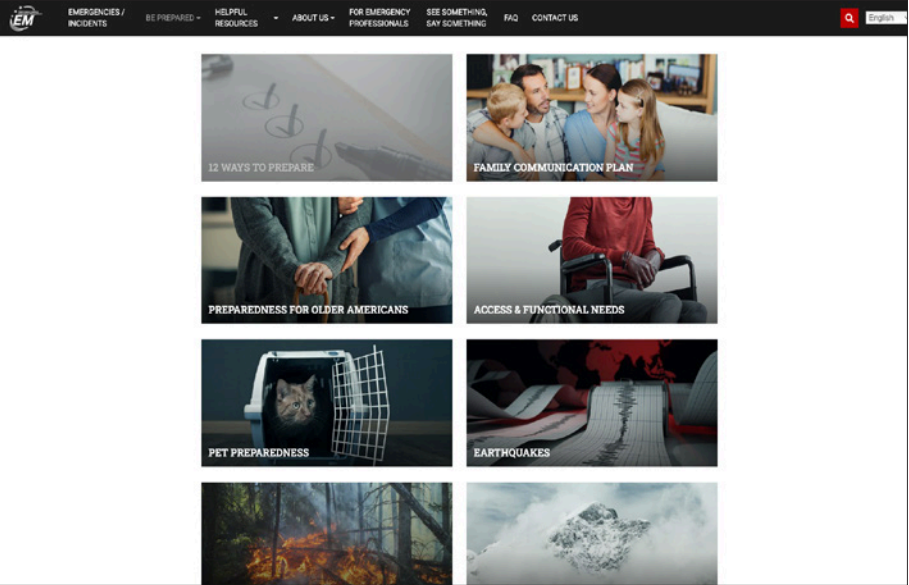 EM
EMERGENCIES /
INCIDENTS
BE PREPARED
HELPFUL
RESOURCES
ABOUT US
FOR EMERGENCY
PROFESSIONALS
SEE SOMETHING,
SAY SOMETHING
FAQ
CONTACT US
English
12 WAYS TO PREPARE
FAMILY COMMUNICATION PLAN
PREPAREDNESS FOR OLDER AMERICANS
ACCESS & FUNCTIONAL NEEDS
PET PREPAREDNESS
EARTHQUAKES